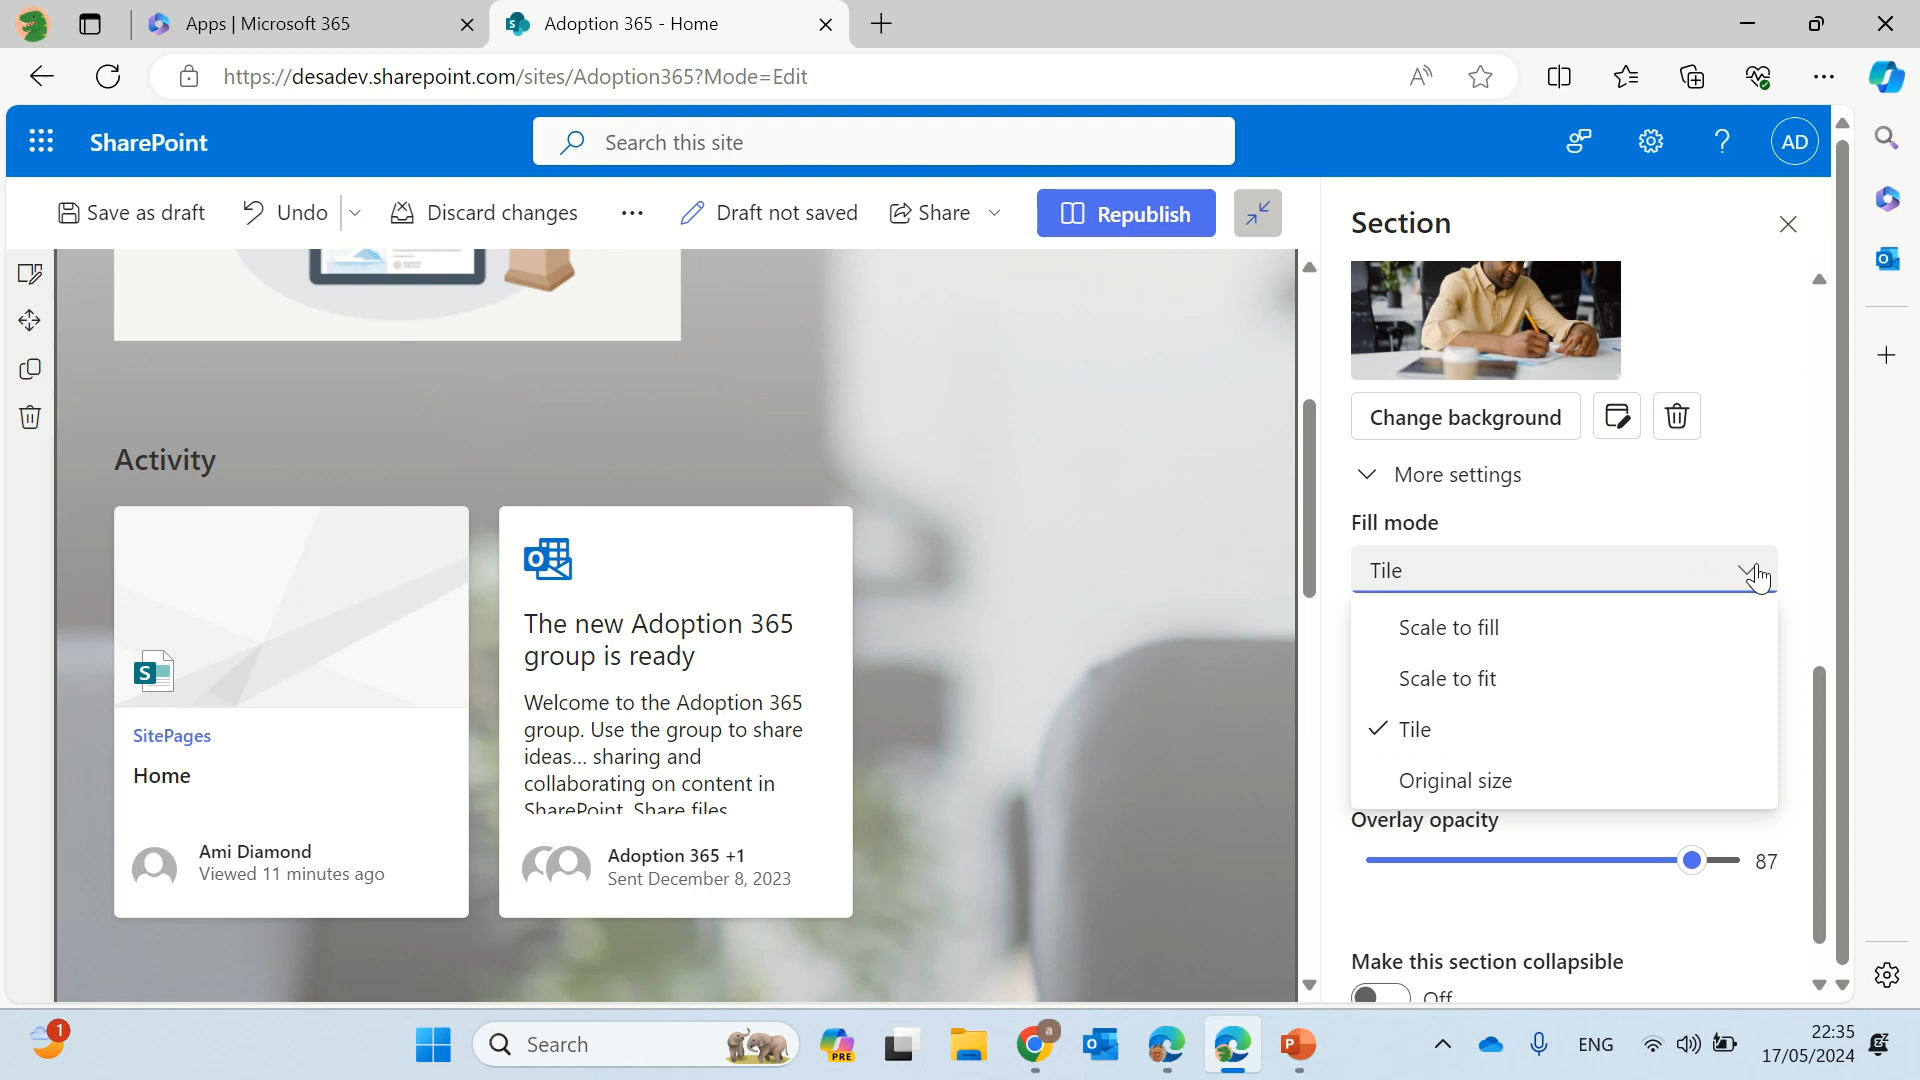 Apps | Microsoft 365
Adoption 365 - Home
https://desadev.sharepoint.com/sites/Adoption365?Mode=Edit
SharePoint
Search this site
AD
Save as draft
Undo
Discard changes
Draft not saved
Share
Republish
Section
Change background
More settings
Fill mode
Tile
Scale to fill
Scale to fit
Tile
Original size
Overlay opacity
87
Make this section collapsible
Off
Activity
SitePages
Home
Ami Diamond
Viewed 11 minutes ago
The new Adoption 365
group is ready
Welcome to the Adoption 365
group. Use the group to share
ideas... sharing and
collaborating on content in
SharePoint. Share files
Adoption 365 +1
Sent December 8, 2023
1
Search
PRE
ENG
22:35
17/05/2024